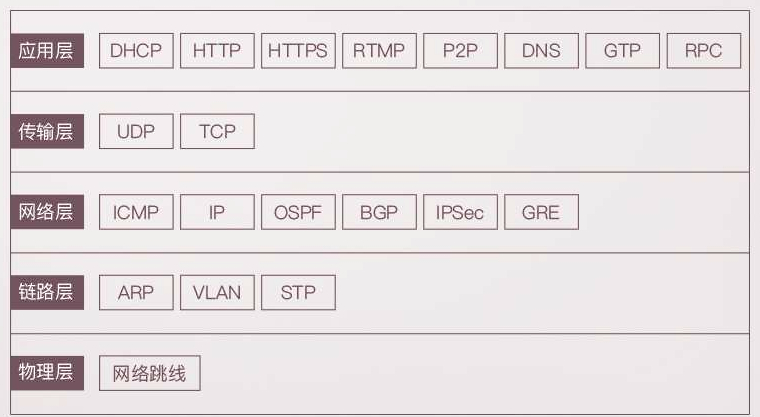 应用层 DHCP HTTP HTTPS RTMP P2P DNS GTP RPC
传输层 UDP TCP
网络层 ICMP IP OSPF BGP IPSec GRE
链路层 ARP VLAN STP
物理层 网络跳线